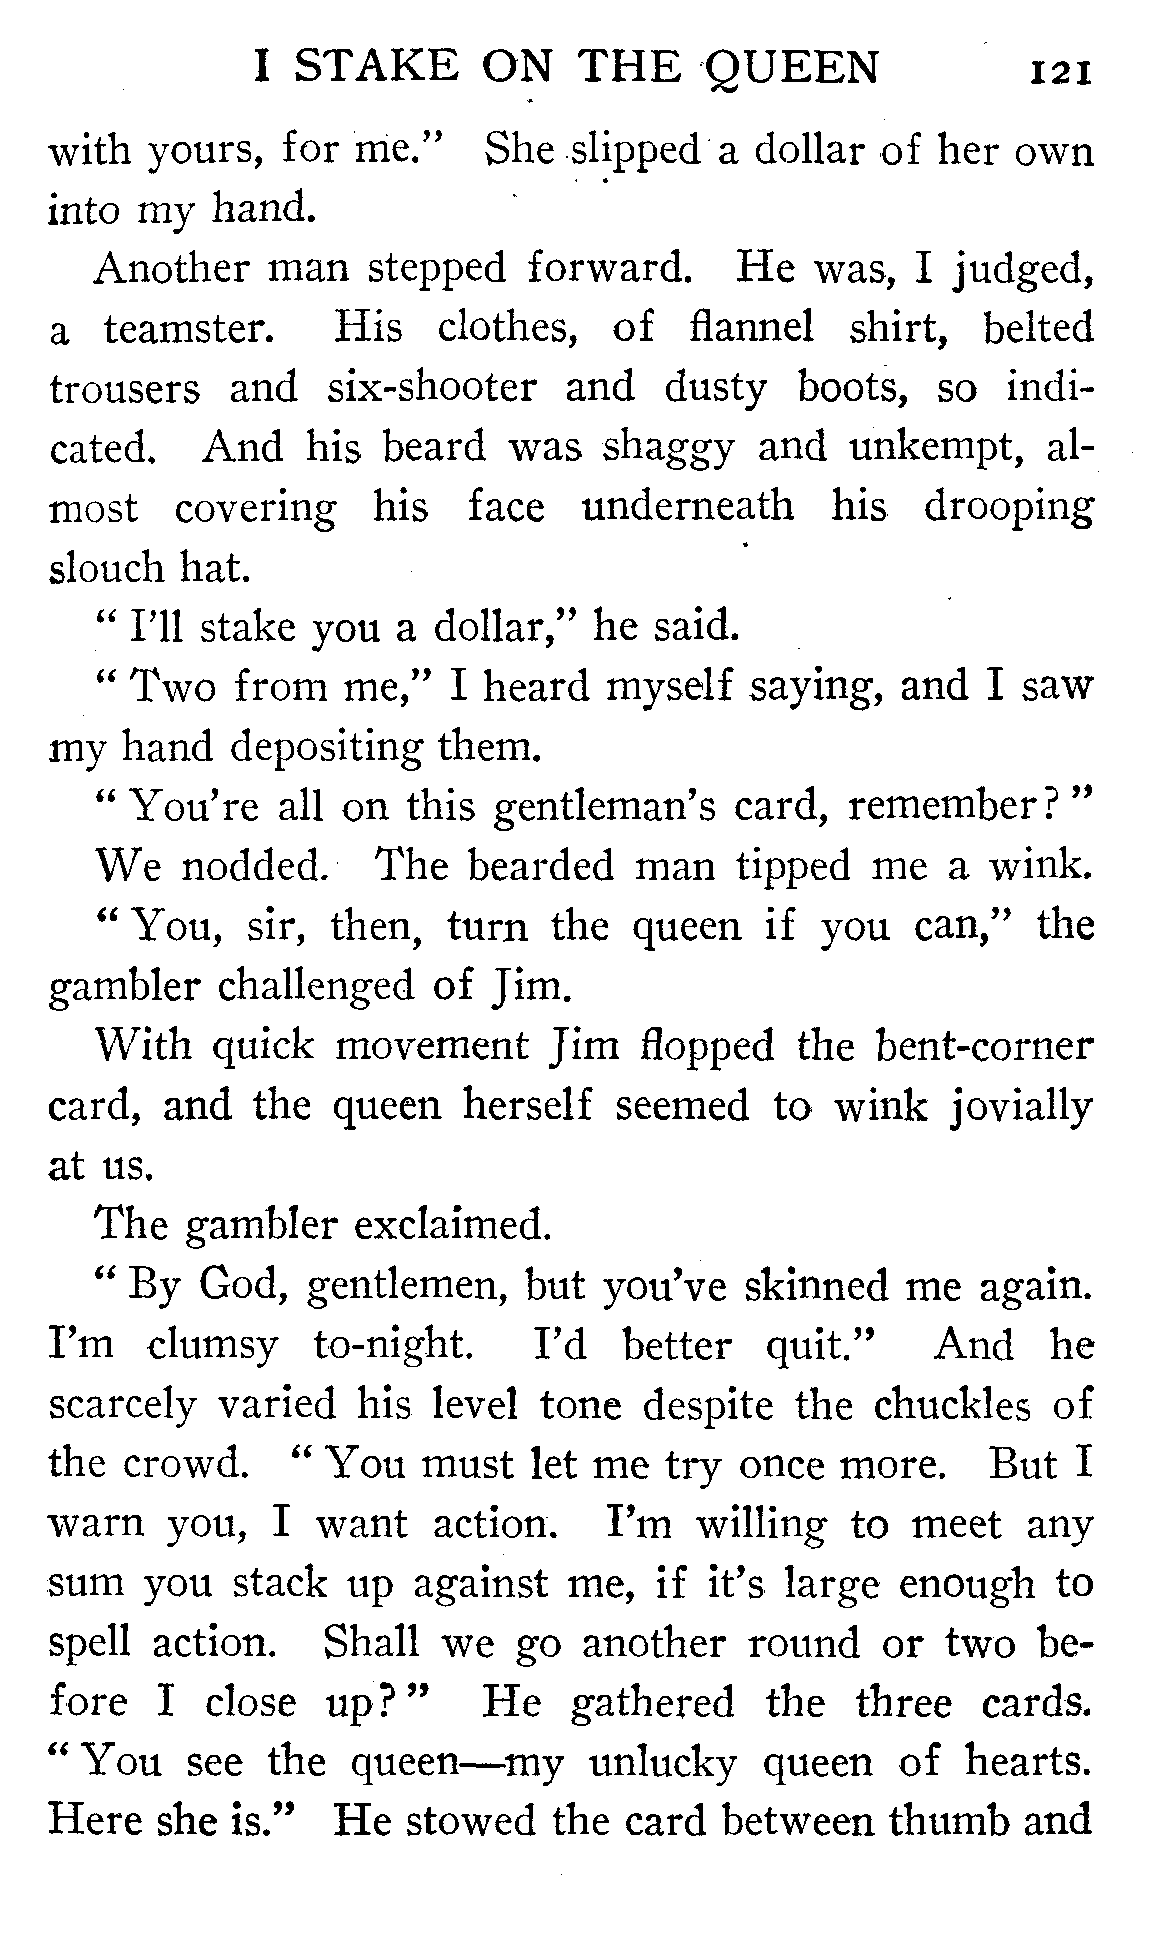 I STAKE ON THE QUEEN 121
with yours, for me.” She slipped a dollar of her own
into my hand.
Another man stepped forward. He was, I judged,
a teamster. His clothes, of flannel shirt, belted
trousers and six-shooter and dusty boots, so indi-
cated. And his beard was shaggy and unkempt, al-
most covering his face underneath his drooping
slouch hat.
“ I’ll stake you a dollar,” he said.
“ Two from me,” I heard myself saying, and I saw
my hand depositing them.
“ You’re all on this gentleman’s card, remember? ”
We nodded. The bearded man tipped me a wink.
“ You, sir, then, turn the queen if you can,” the
gambler challenged of Jim.
With quick movement Jim flopped the bent-corner
card, and the queen herself seemed to wink jovially
at us.
The gambler exclaimed.
“ By God, gentlemen, but you’ve skinned me again.
I’m clumsy to-night. I’d better quit.” And he
scarcely varied his level tone despite the chuckles of
the crowd. “ You must let me try once more. But I
warn you, I want action. I’m willing to meet any
sum you stack up against me, if it’s large enough to
spell action. Shall we go another round or two be-
fore I close up? ” He gathered the three cards.
“ You see the queen—my unlucky queen of hearts.
Here she is.” He stowed the card between thumb and